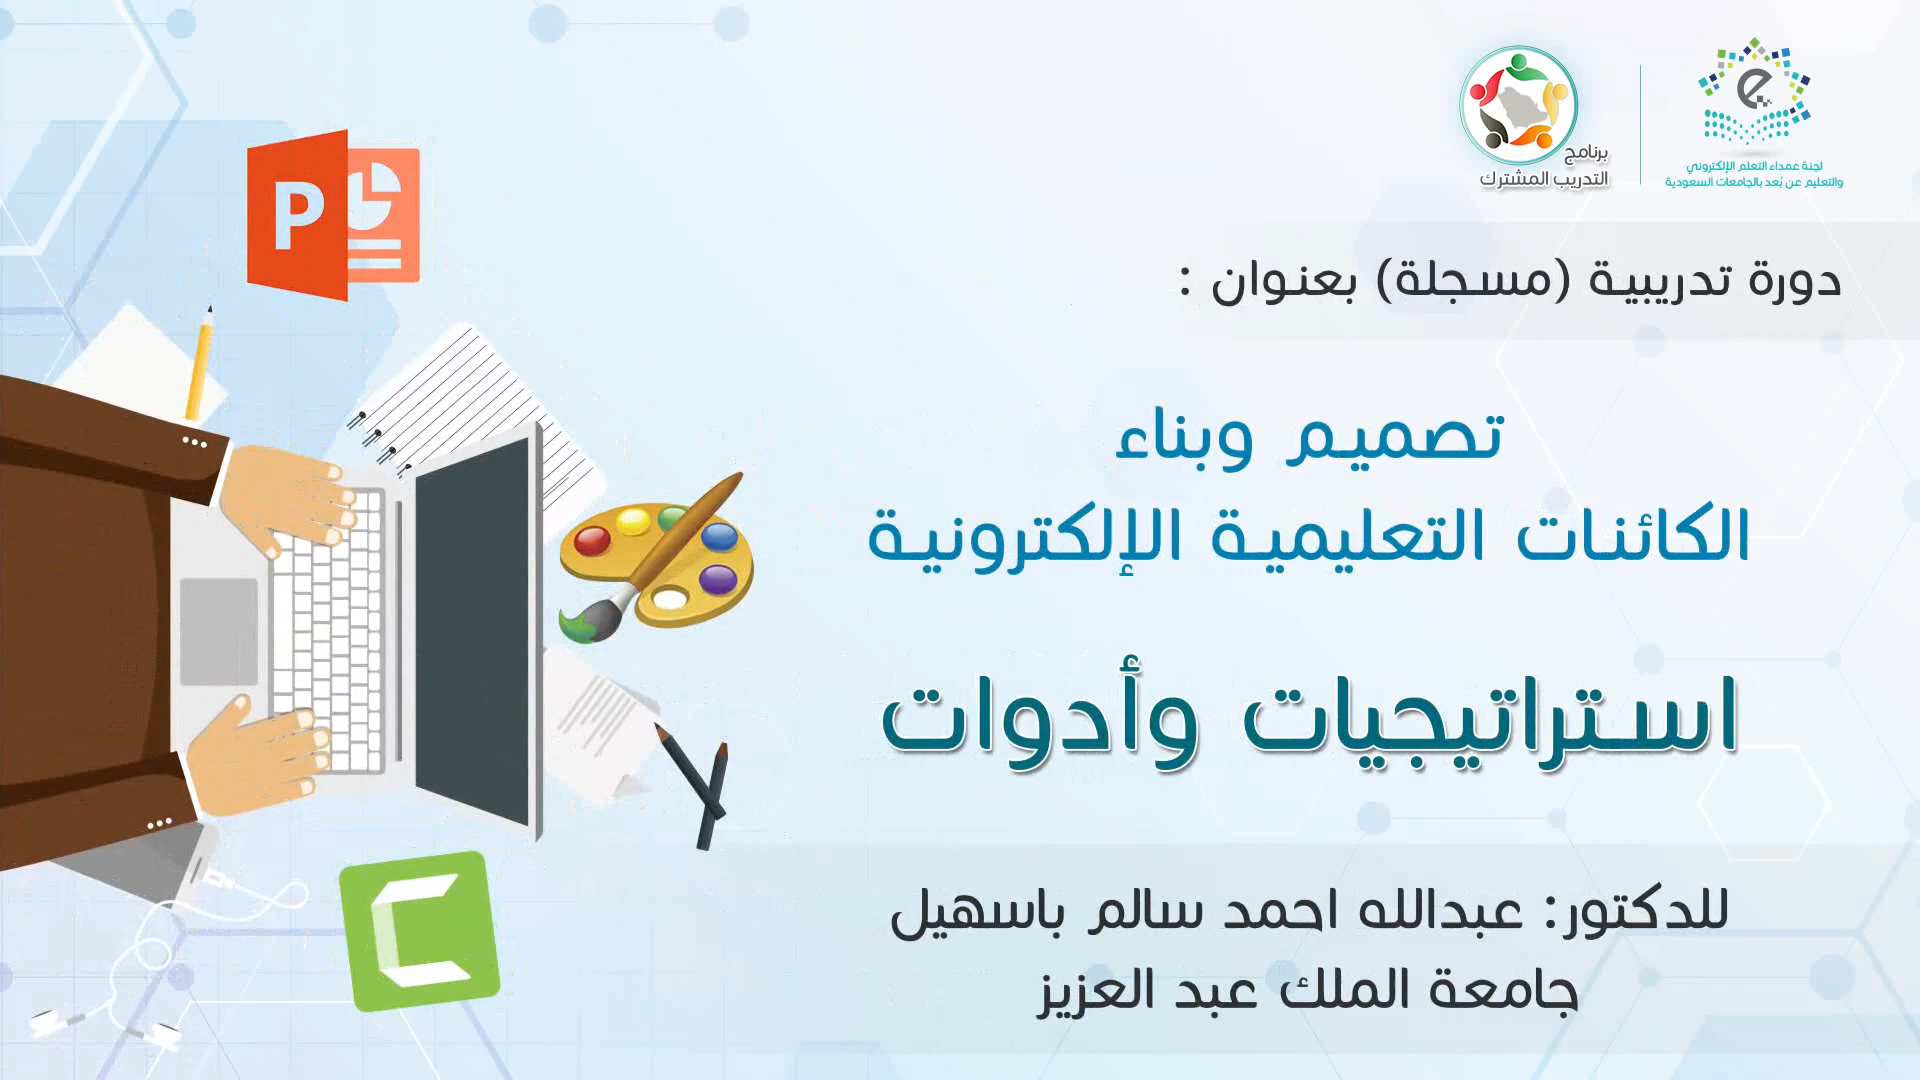 برنامج
التدريب المشترك
لجنة عمداء التعلم الإلكتروني
والتعليم عن بُعد بالجامعات السعودية
دورة تدريبية (مسجلة) بعنوان :
تصميم وبناء
الكائنات التعليمية الإلكترونية
استراتيجيات وأدوات
للدكتور: عبدالله احمد سالم باسهيل
جامعة الملك عبد العزيز
P
C
e